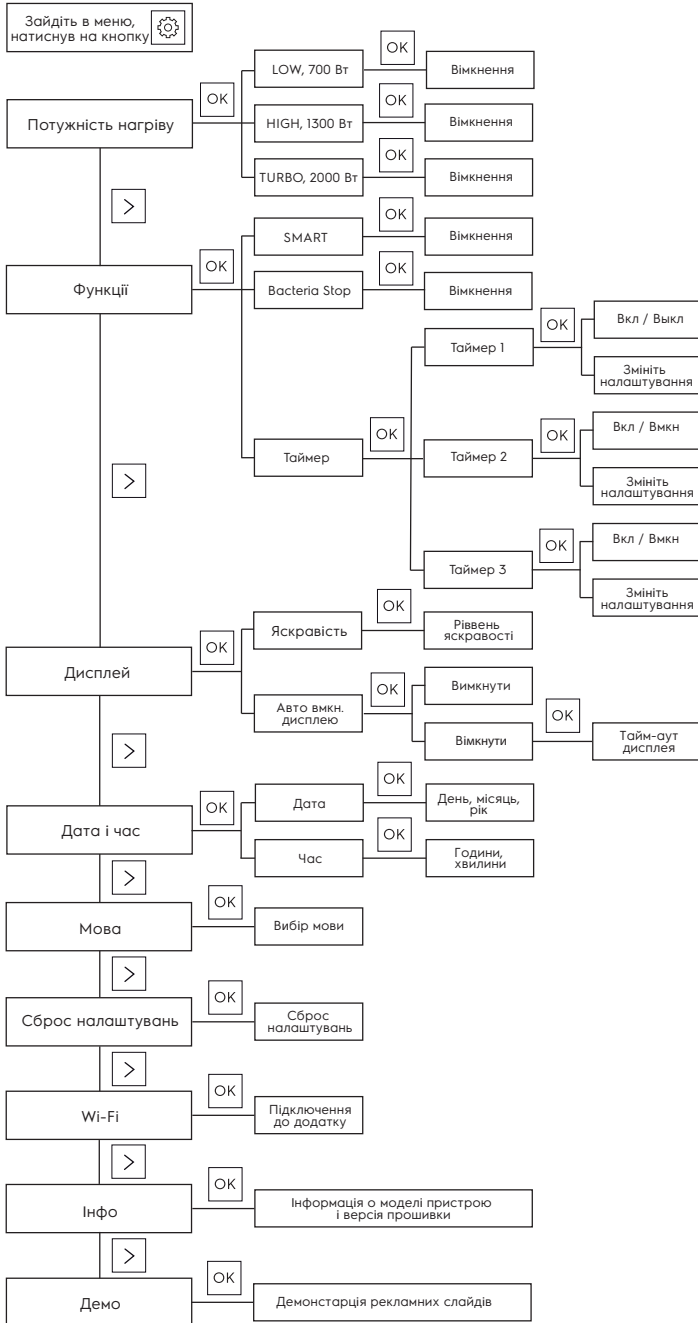 Зайдіть в меню,
натиснув на кнопку
OK
LOW, 700 Вт
OK
Вімкнення
Потужність нагріву
HIGH, 1300 Вт
OK
Вімкнення
TURBO, 2000 Вт
OK
Вімкнення
>
Функції
OK
SMART
OK
Вімкнення
Bacteria Stop
OK
Вімкнення
Таймер
OK
Таймер 1
OK
Вкл / Выкл
Змініть
налаштування
Таймер 2
OK
Вкл / Вмкн
Змініть
налаштування
Таймер 3
OK
Вкл / Вмкн
Змініть
налаштування
>
Дисплей
OK
Яскравість
OK
Ріввень
яскравості
Авто вмкн.
дисплею
OK
Вимкнути
Вімкнути
OK
Тайм-аут
дисплея
>
Дата і час
OK
Дата
OK
День, місяць,
рік
Час
OK
Години,
хвилини
>
Мова
OK
Вибір мови
>
Сброс налаштувань
OK
Сброс
налаштувань
>
Wi-Fi
OK
Підключення
до додатку
>
Інфо
OK
Інформація о моделі пристрою
і версія прошивки
>
Демо
OK
Демонстарція рекламних слайдів